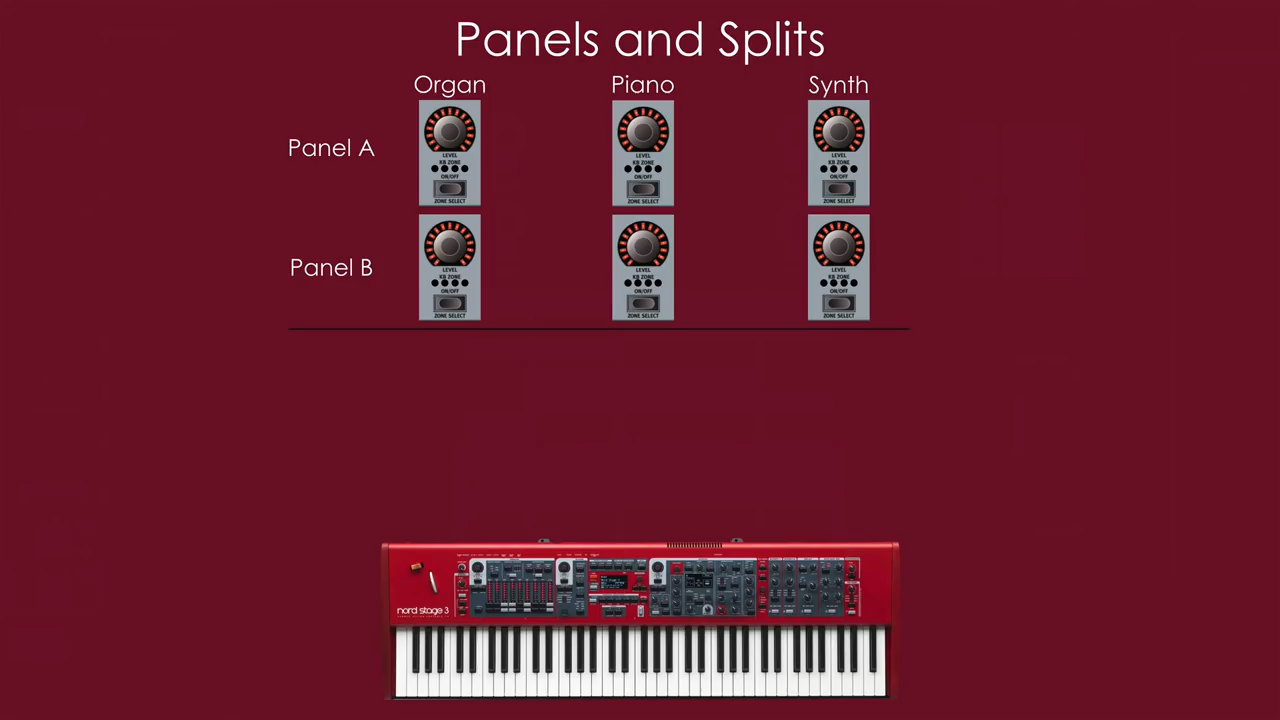 Panels and Splits
Organ Piano Synth
Panel A
LEVEL LEVEL LEVEL
KB ZONE KB ZONE KB ZONE
ON/OFF ON/OFF ON/OFF
ZONE SELECT ZONE SELECT ZONE SELECT
Panel B
LEVEL LEVEL LEVEL
KB ZONE KB ZONE KB ZONE
ON/OFF ON/OFF ON/OFF
ZONE SELECT ZONE SELECT ZONE SELECT
nord stage 3